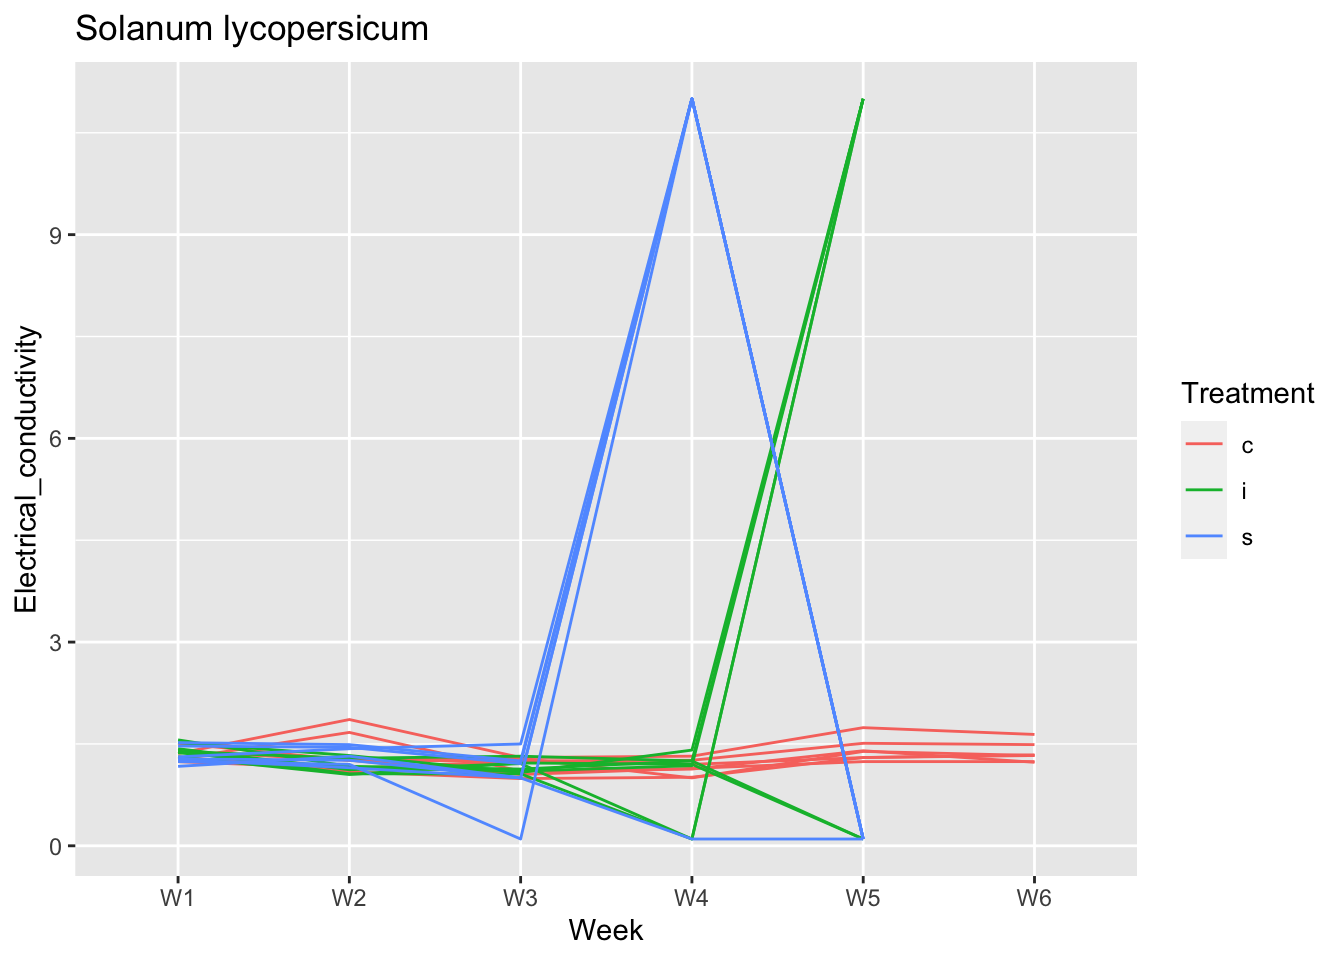 Solanum lycopersicum
Electrical_conductivity
9
6
3
0
W1 W2 W3 W4 W5 W6
Week
Treatment
c
i
s